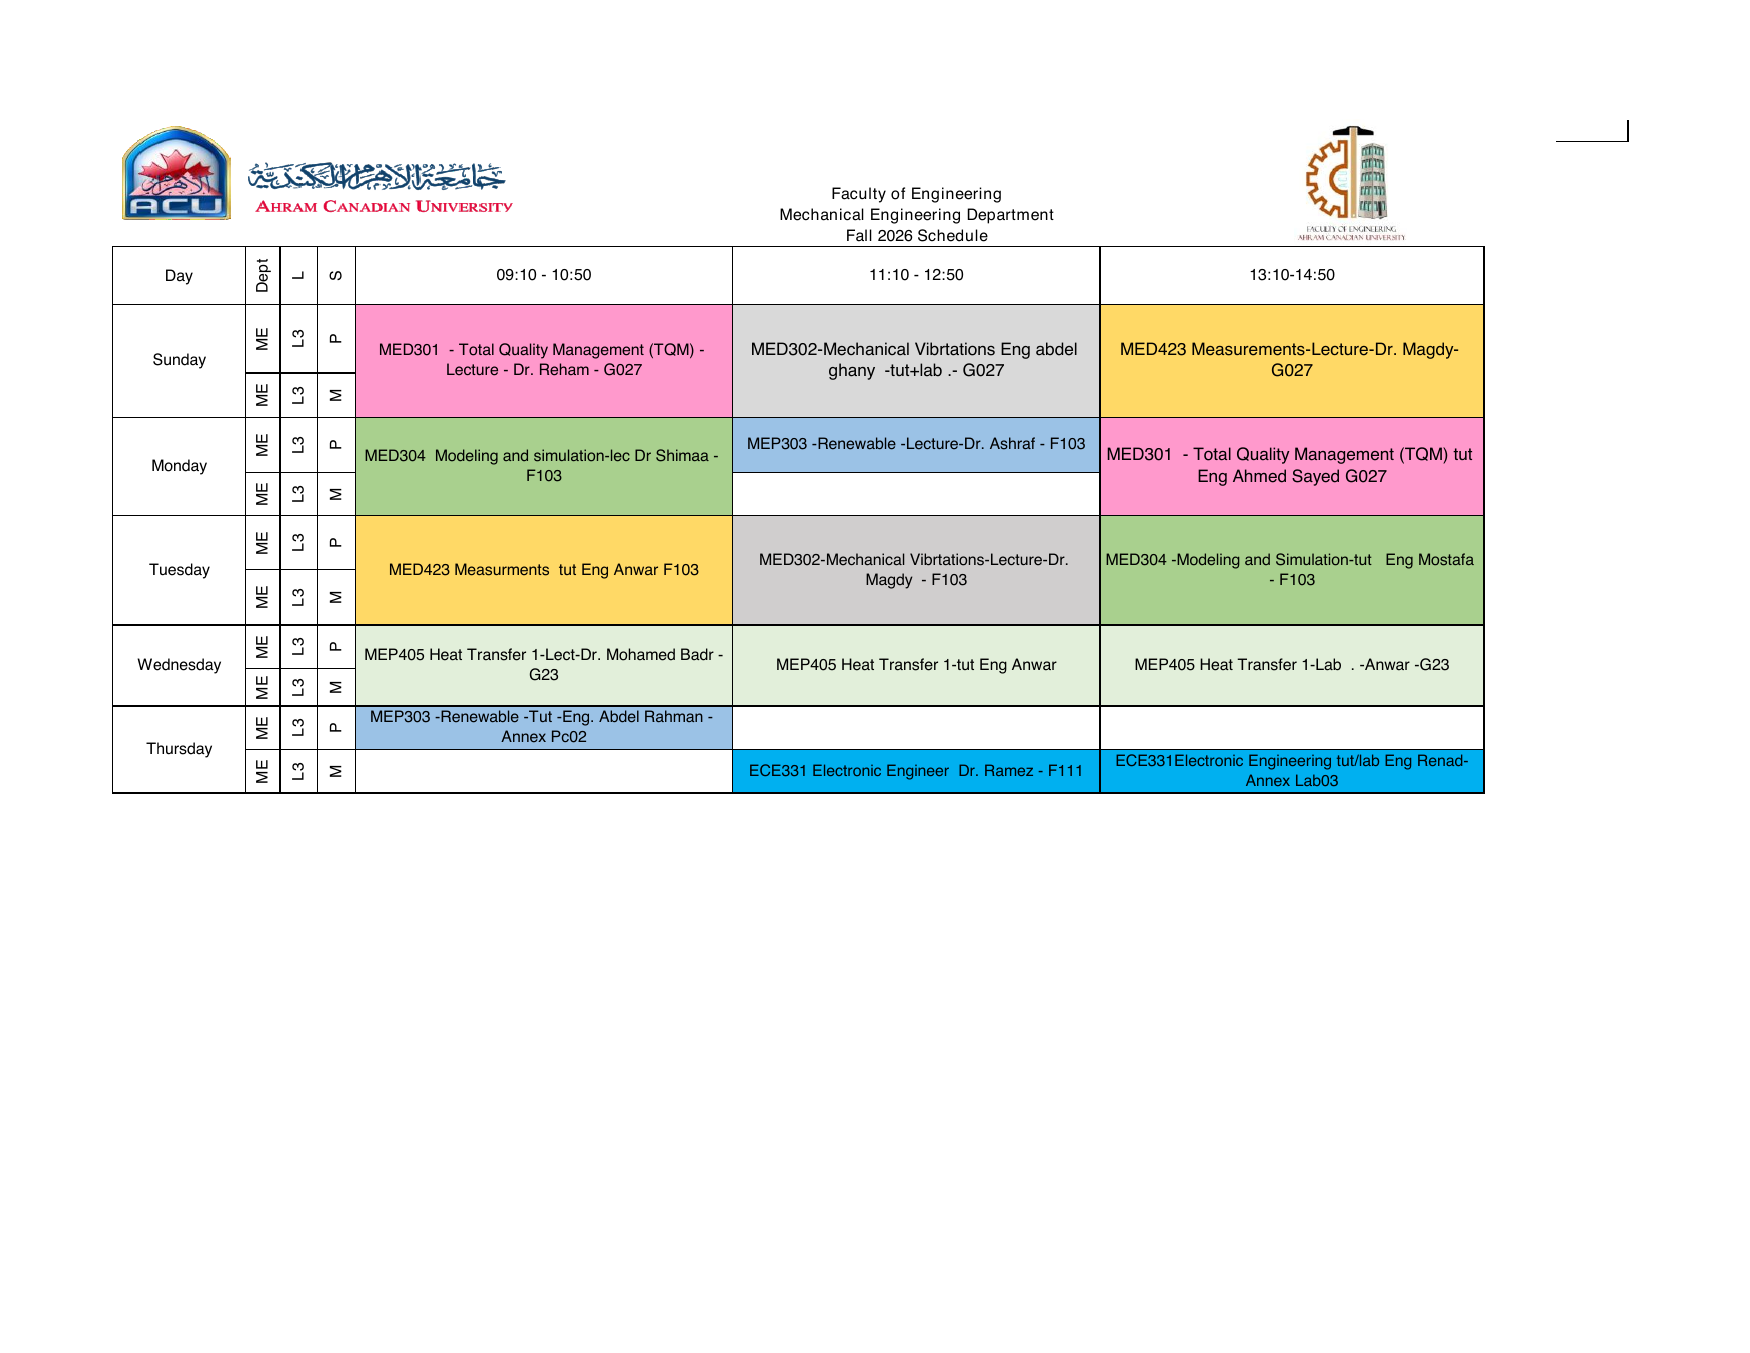 جامعة الاهرام الكندية
ACU
AHRAM CANADIAN UNIVERSITY
FACULTY OF ENGINEERING
AHRAM CANADIAN UNIVERSITY
Faculty of Engineering
Mechanical Engineering Department
Fall 2026 Schedule
Day Dept L S 09:10 - 10:50 11:10 - 12:50 13:10-14:50
Sunday
ME L3 P
ME L3 M
MED301 - Total Quality Management (TQM) -
Lecture - Dr. Reham - G027
MED302-Mechanical Vibrtations Eng abdel
ghany -tut+lab .- G027
MED423 Measurements-Lecture-Dr. Magdy-
G027
Monday
ME L3 P
ME L3 M
MED304 Modeling and simulation-lec Dr Shimaa -
F103
MEP303 -Renewable -Lecture-Dr. Ashraf - F103
MED301 - Total Quality Management (TQM) tut
Eng Ahmed Sayed G027
Tuesday
ME L3 P
ME L3 M
MED423 Measurments tut Eng Anwar F103
MED302-Mechanical Vibrtations-Lecture-Dr.
Magdy - F103
MED304 -Modeling and Simulation-tut Eng Mostafa
- F103
Wednesday
ME L3 P
ME L3 M
MEP405 Heat Transfer 1-Lect-Dr. Mohamed Badr -
G23
MEP405 Heat Transfer 1-tut Eng Anwar
MEP405 Heat Transfer 1-Lab . -Anwar -G23
Thursday
ME L3 P
MEP303 -Renewable -Tut -Eng. Abdel Rahman -
Annex Pc02
ME L3 M
ECE331 Electronic Engineer Dr. Ramez - F111
ECE331Electronic Engineering tut/lab Eng Renad-
Annex Lab03